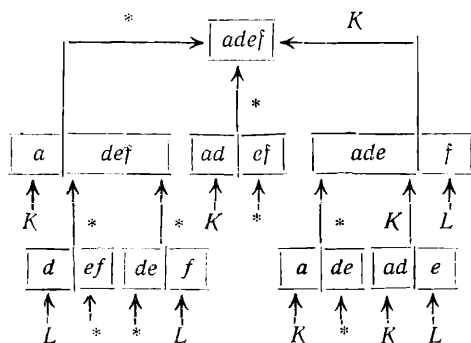 * adef K
*
a def ad ef ade f
K * * K * * K L
d ef de f a de ad e
L * * L K * K L